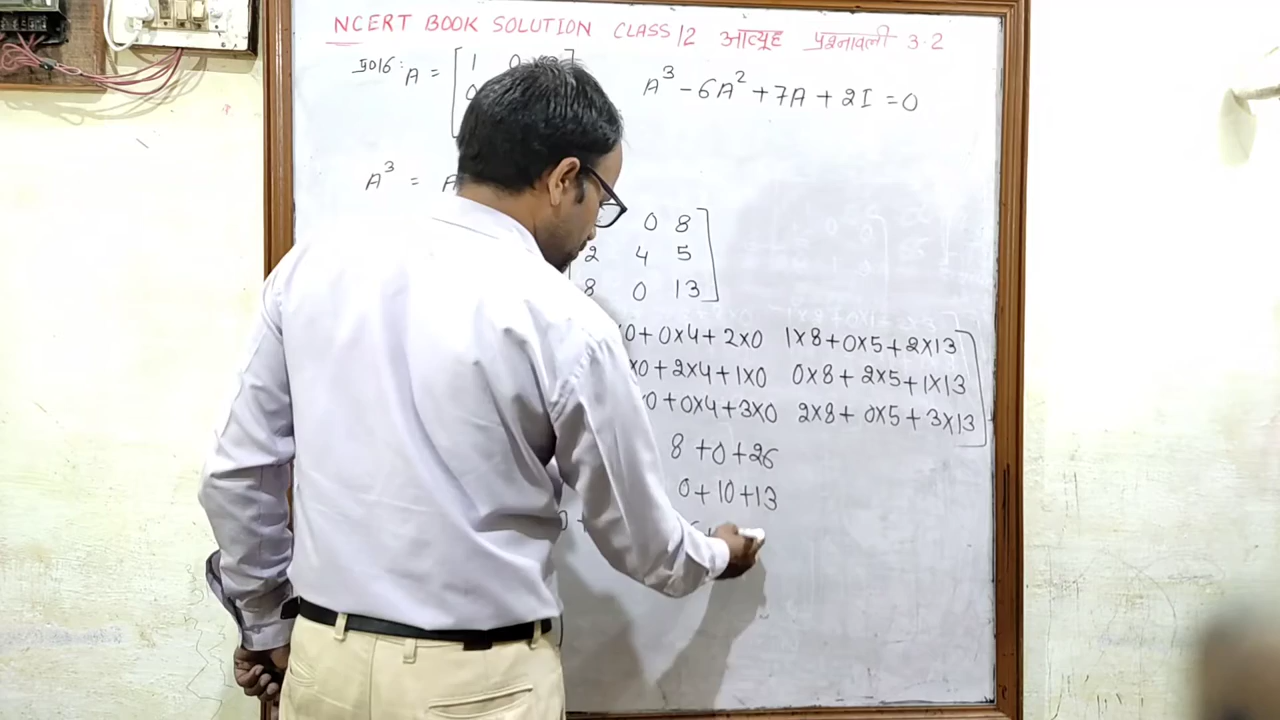 NCERT BOOK SOLUTION CLASS 12 आव्यूह प्रश्नावली 3.2
प्र016: A = [ 1 0
0
A³ - 6A² + 7A + 2I = 0
A³ = A
0 8
2 4 5
8 0 13
x0+0x4+2x0 1x8+0x5+2x13
x0+2x4+1x0 0x8+2x5+1x13
x0+0x4+3x0 2x8+0x5+3x13
8+0+26
0+10+13
0+